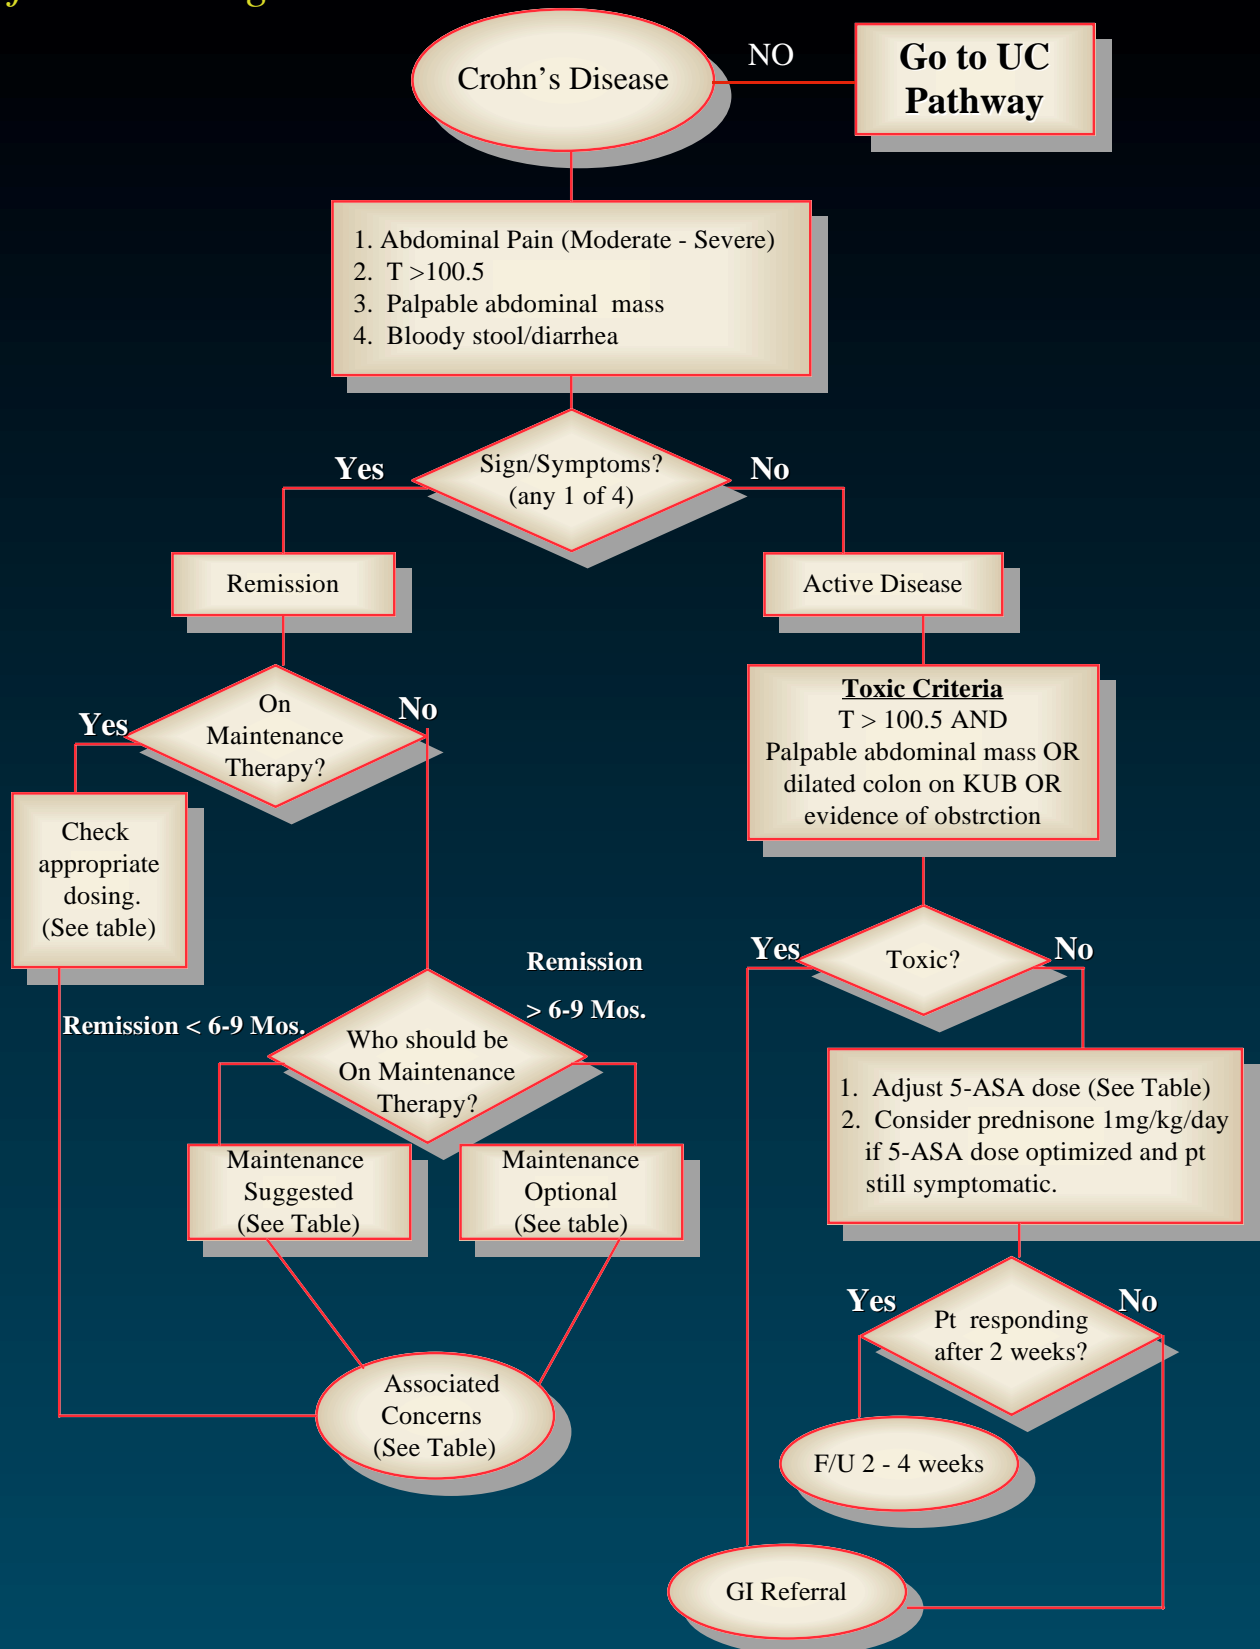 Crohn's Disease
NO
Go to UC
Pathway
1. Abdominal Pain (Moderate - Severe)
2. T >100.5
3. Palpable abdominal mass
4. Bloody stool/diarrhea
Yes
Sign/Symptoms?
(any 1 of 4)
No
Remission
Active Disease
On
Maintenance
Therapy?
Yes
No
Toxic Criteria
T > 100.5 AND
Palpable abdominal mass OR
dilated colon on KUB OR
evidence of obstrction
Check
appropriate
dosing.
(See table)
Yes
Toxic?
No
Remission < 6-9 Mos.
Remission
> 6-9 Mos.
Who should be
On Maintenance
Therapy?
1. Adjust 5-ASA dose (See Table)
2. Consider prednisone 1mg/kg/day
if 5-ASA dose optimized and pt
still symptomatic.
Maintenance
Suggested
(See Table)
Maintenance
Optional
(See table)
Yes
Pt responding
after 2 weeks?
No
Associated
Concerns
(See Table)
F/U 2 - 4 weeks
GI Referral